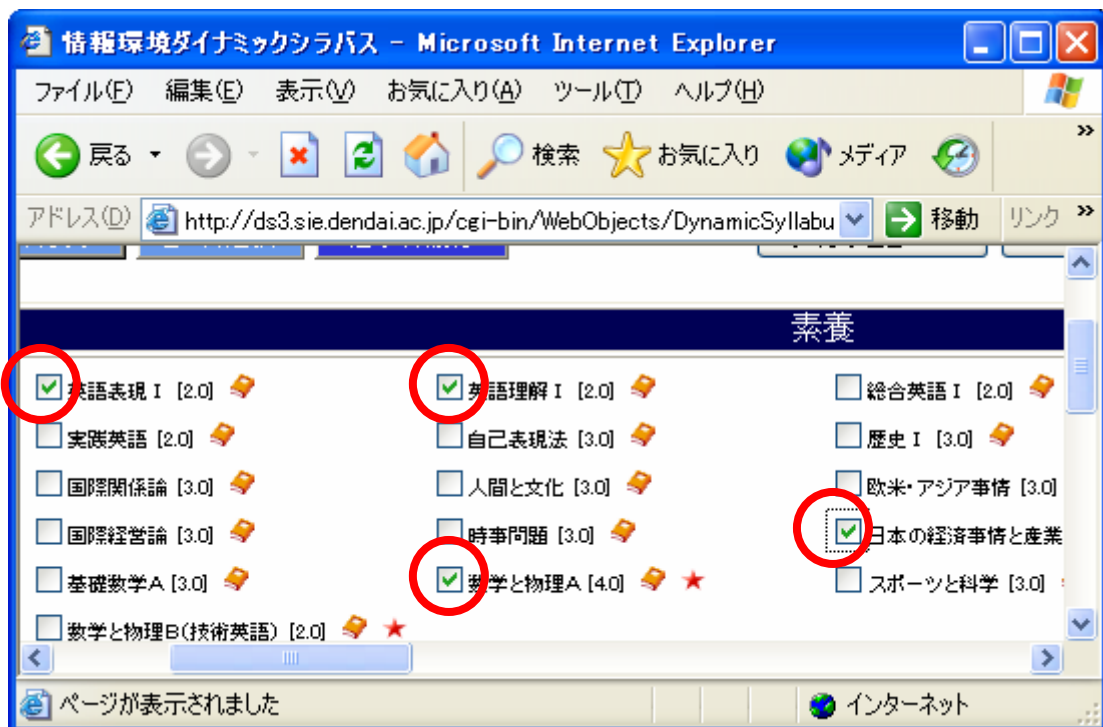 情報環境ダイナミックシラバス - Microsoft Internet Explorer
ファイル(F) 編集(E) 表示(V) お気に入り(A) ツール(T) ヘルプ(H)
戻る 検索 お気に入り メディア »
アドレス(D) http://ds3.sie.dendai.ac.jp/cgi-bin/WebObjects/DynamicSyllabu 移動 リンク »
素養
英語表現 I [2.0] 英語理解 I [2.0] 総合英語 I [2.0]
実践英語 [2.0] 自己表現法 [3.0] 歴史 I [3.0]
国際関係論 [3.0] 人間と文化 [3.0] 欧米・アジア事情 [3.0]
国際経営論 [3.0] 時事問題 [3.0] 日本の経済事情と産業
基礎数学A [3.0] 数学と物理A [4.0] ★ スポーツと科学 [3.0]
数学と物理B(技術英語) [2.0] ★
ページが表示されました インターネット